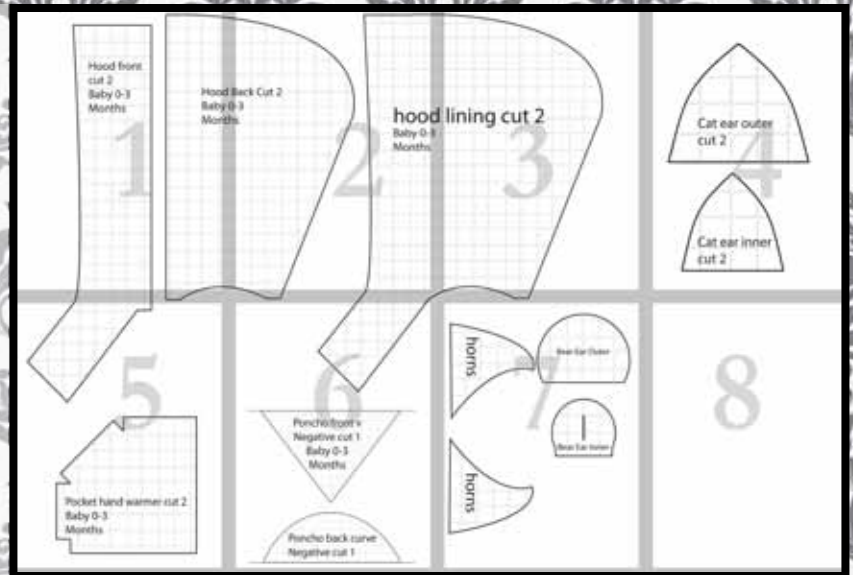 Hood front
cut 2
Baby 0-3
Months
1
Hood Back Cut 2
Baby 0-3
Months
2
hood lining cut 2
Baby 0-3
Months
3
Cat ear outer
cut 2
4
Cat ear inner
cut 2
5
Pocket hand warmer cut 2
Baby 0-3
Months
6
Poncho front v
Negative cut 1
Baby 0-3
Months
Poncho back curve
Negative cut 1
7
horns
Bear Ear Outer
Bear Ear Inner
horns
8